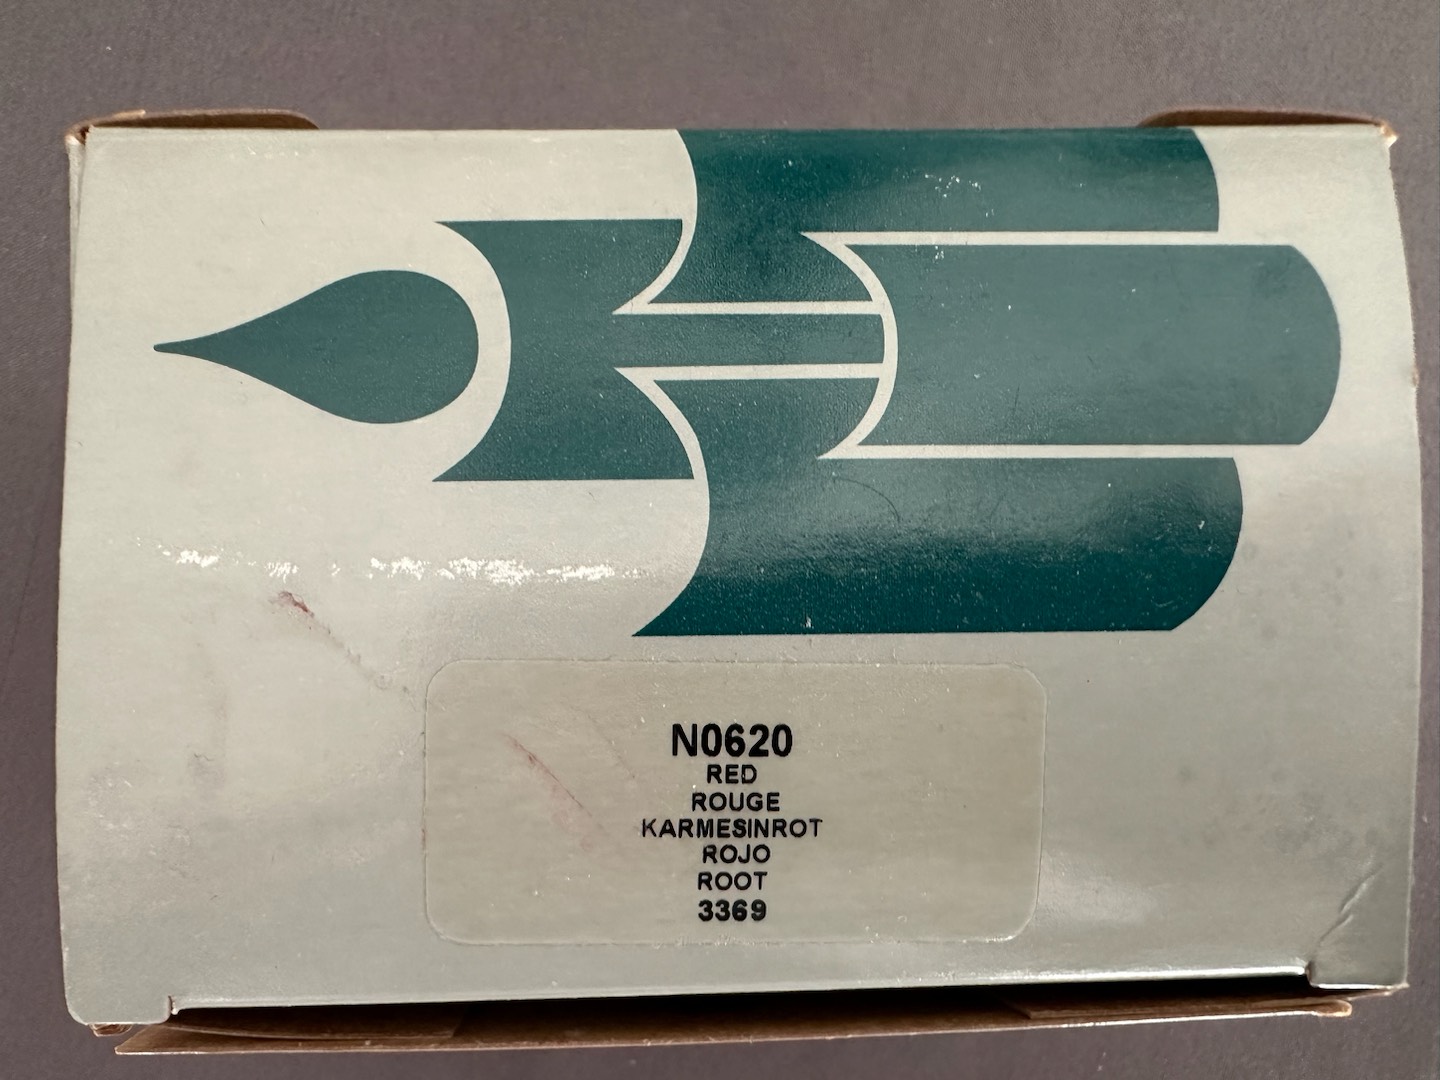 N0620
RED
ROUGE
KARMESINROT
ROJO
ROOT
3369